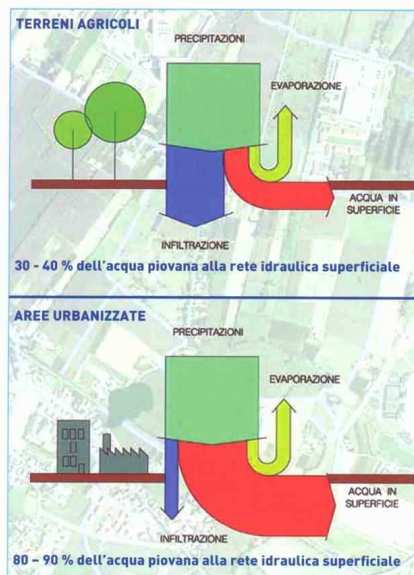 TERRENI AGRICOLI
PRECIPITAZIONI
EVAPORAZIONE
ACQUA IN
SUPERFICIE
INFILTRAZIONE
30 - 40 % dell'acqua piovana alla rete idraulica superficiale
AREE URBANIZZATE
PRECIPITAZIONI
EVAPORAZIONE
ACQUA IN
SUPERFICIE
INFILTRAZIONE
80 – 90 % dell'acqua piovana alla rete idraulica superficiale